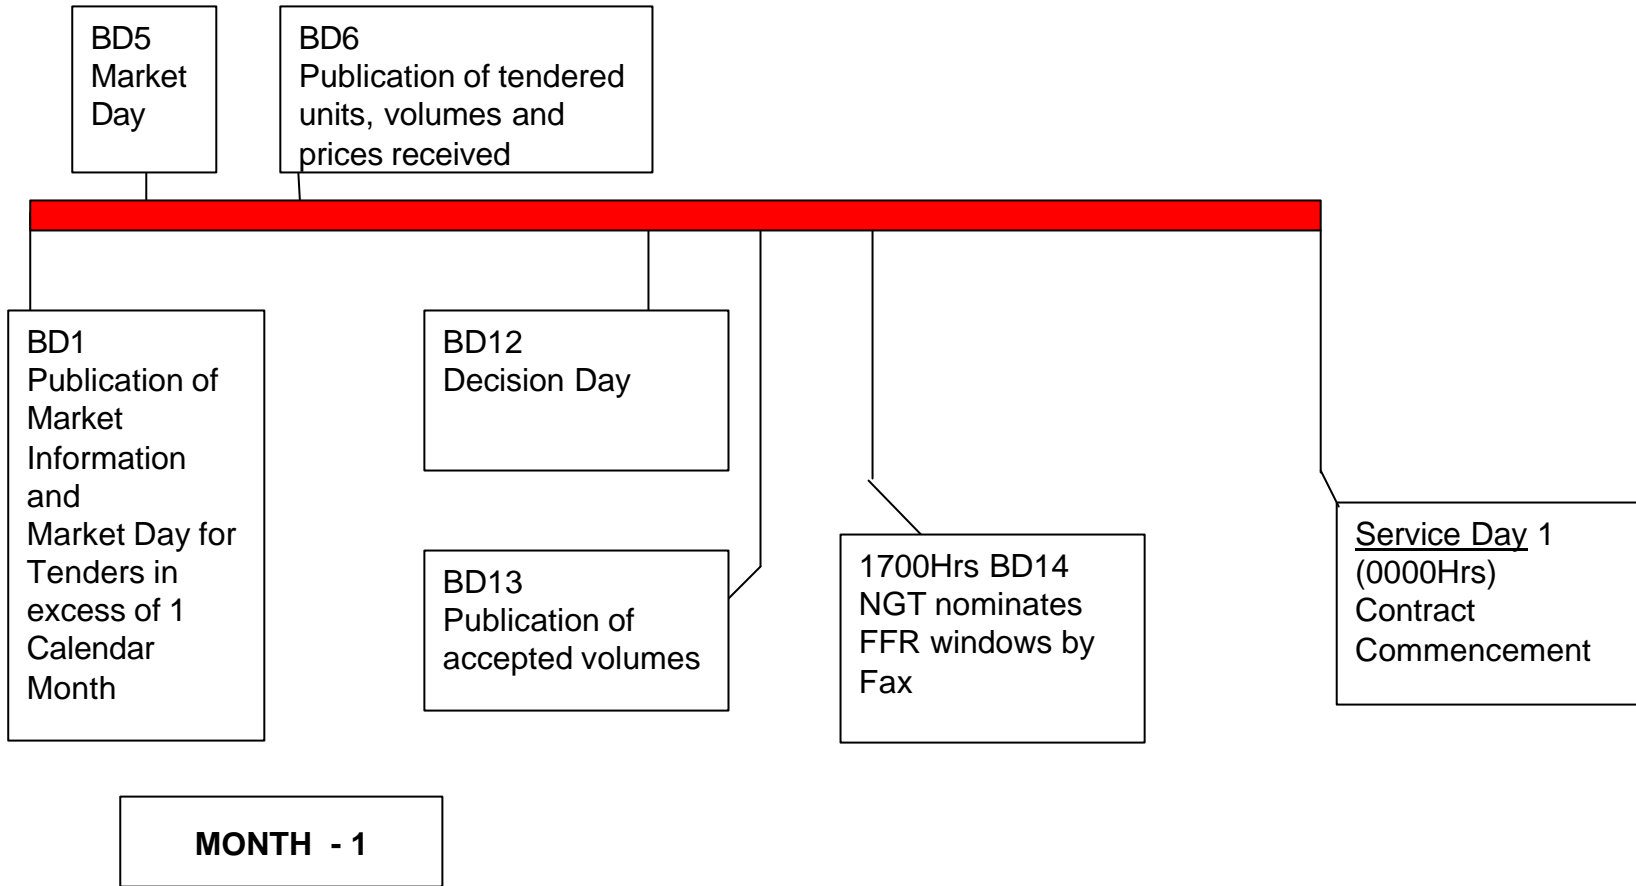 BD5
Market
Day
BD6
Publication of tendered
units, volumes and
prices received
BD1
Publication of
Market
Information
and
Market Day for
Tenders in
excess of 1
Calendar
Month
BD12
Decision Day
BD13
Publication of
accepted volumes
1700Hrs BD14
NGT nominates
FFR windows by
Fax
Service Day 1
(0000Hrs)
Contract
Commencement
MONTH - 1